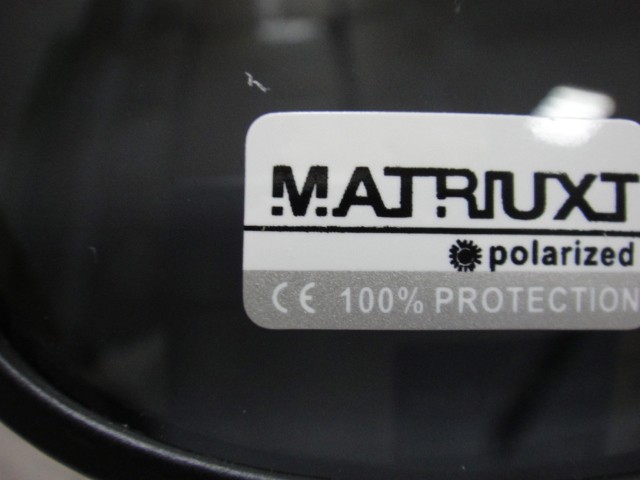 MATRIUXT
polarized
CE 100% PROTECTION